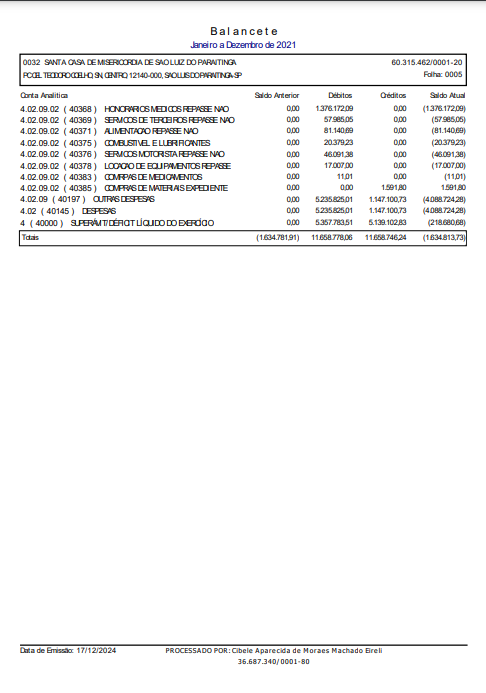 Balancete
Janeiro a Dezembro de 2021
0032 SANTA CASA DE MISERICORDIA DE SAO LUIZ DO PARAITINGA 60.315.462/0001-20
PC CEL TEODORO COELHO, SN, CENTRO, 12140-000, SAO LUIS DO PARAITINGA-SP Folha: 0005
Conta Analítica Saldo Anterior Débitos Créditos Saldo Atual
4.02.09.02 ( 40368 ) HONORARIOS MEDICOS REPASSE NAO 0,00 1.376.172,09 0,00 (1.376.172,09)
4.02.09.02 ( 40369 ) SERVICOS DE TERCEIROS REPASSE NAO 0,00 57.985,05 0,00 (57.985,05)
4.02.09.02 ( 40371 ) ALIMENTACAO REPASSE NAO 0,00 81.140,69 0,00 (81.140,69)
4.02.09.02 ( 40375 ) COMBUSTIVEL E LUBRIFICANTES 0,00 20.379,23 0,00 (20.379,23)
4.02.09.02 ( 40376 ) SERVICOS MOTORISTA REPASSE NAO 0,00 46.091,38 0,00 (46.091,38)
4.02.09.02 ( 40378 ) LOCACAO DE EQUIPAMENTOS REPASSE 0,00 17.007,00 0,00 (17.007,00)
4.02.09.02 ( 40383 ) COMRPAS DE MEDICAMENTOS 0,00 11,01 0,00 (11,01)
4.02.09.02 ( 40385 ) COMPRAS DE MATERIAIS EXPEDIENTE 0,00 0,00 1.591,80 1.591,80
4.02.09 ( 40197 ) OUTRAS DESPESAS 0,00 5.235.825,01 1.147.100,73 (4.088.724,28)
4.02 ( 40145 ) DESPESAS 0,00 5.235.825,01 1.147.100,73 (4.088.724,28)
4 ( 40000 ) SUPERÁVIT/DÉFICIT LÍQUIDO DO EXERCÍCIO 0,00 5.357.783,51 5.139.102,83 (218.680,68)
Totais (1.634.781,91) 11.658.778,06 11.658.746,24 (1.634.813,73)
Data de Emissão: 17/12/2024 PROCESSADO POR: Cibele Aparecida de Moraes Machado Eireli
36.687.340/0001-80